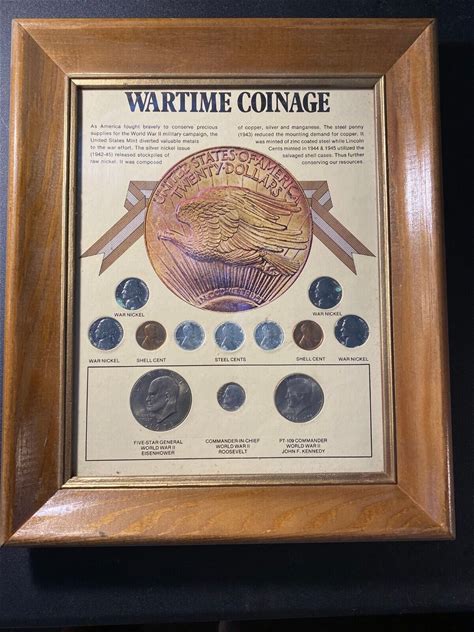 WARTIME COINAGE
As America fought bravely to conserve precious
supplies for the World War II military campaign, the
United States Mint diverted valuable metals
to the war effort. The silver nickel issue
(1942-45) released stockpiles of
raw nickel. It was composed
of copper, silver and manganese. The steel penny
(1943) reduced the mounting demand for copper. It
was minted of zinc coated steel while Lincoln
Cents minted in 1944 & 1945 utilized the
salvaged shell cases. Thus further
conserving our resources.
UNITED STATES OF AMERICA
TWENTY DOLLARS
IN GOD WE TRUST
WAR NICKEL
WAR NICKEL
WAR NICKEL
SHELL CENT
STEEL CENTS
SHELL CENT
WAR NICKEL
FIVE-STAR-GENERAL
WORLD WAR II
EISENHOWER
COMMANDER-IN-CHIEF
WORLD WAR II
ROOSEVELT
PT-109 COMMANDER
WORLD WAR II
JOHN F. KENNEDY